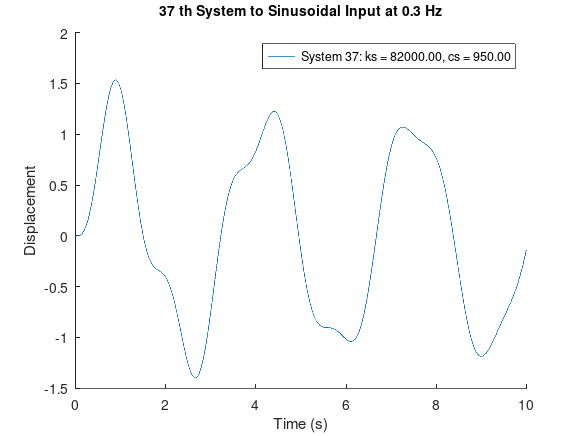 37 th System to Sinusoidal Input at 0.3 Hz
2
System 37: ks = 82000.00, cs = 950.00
1.5
1
0.5
0
-0.5
-1
-1.5
Displacement
0 2 4 6 8 10
Time (s)